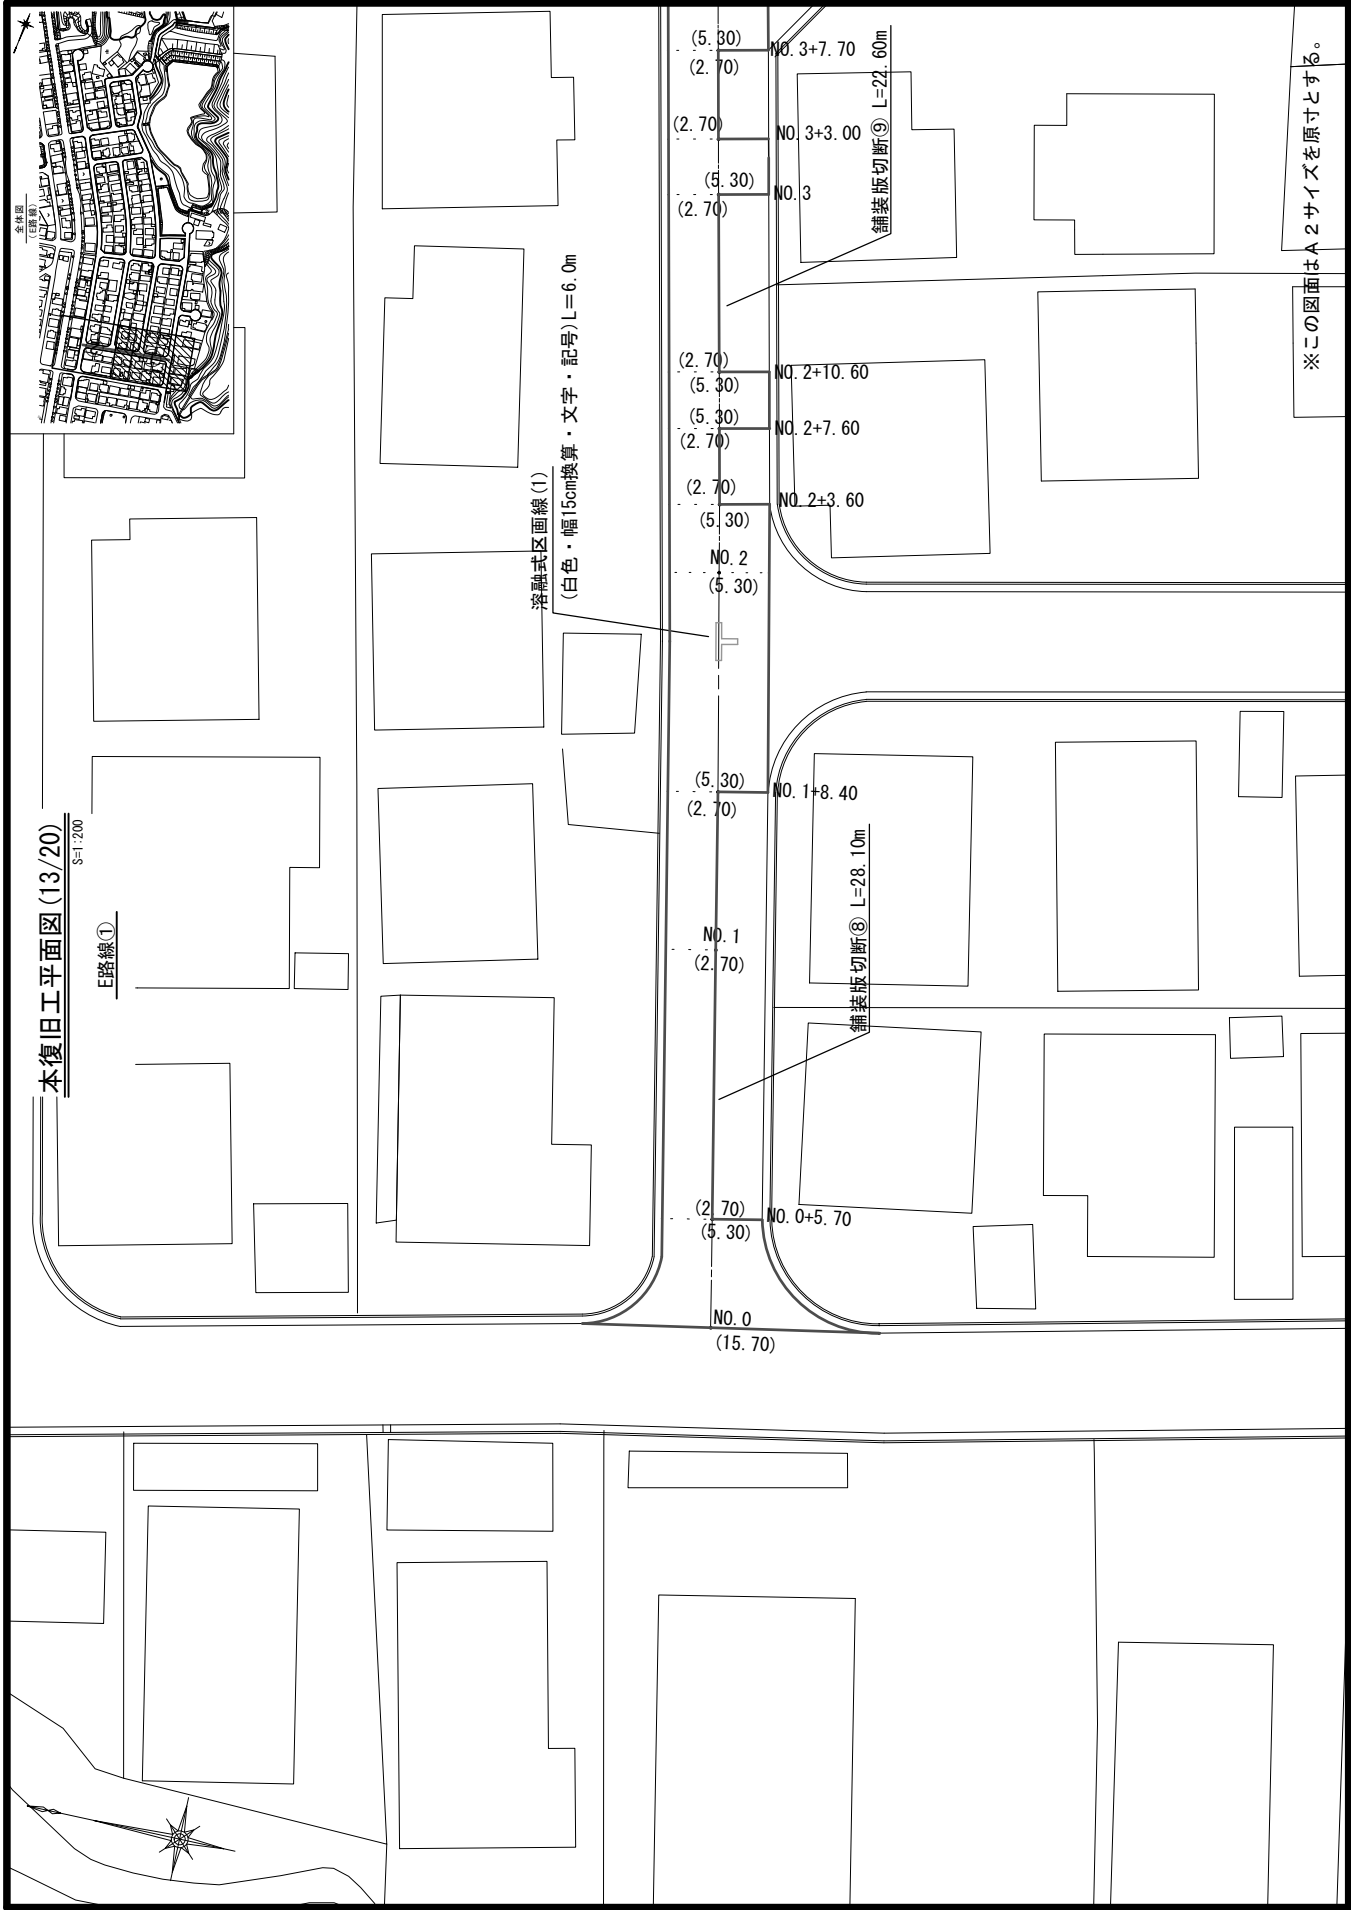 全体図
(E路線)
本復旧工平面図(13/20)
S=1:200
E路線①
溶融式区画線(1)
(白色・幅15cm換算・文字・記号)L=6.0m
舗装版切断⑨ L=22.60m
舗装版切断⑧ L=28.10m
※この図面はA2サイズを原寸とする。
(5.30)
NO.3+7.70
(2.70)
(2.70)
NO.3+3.00
(5.30)
NO.3
(2.70)
(2.70)
NO.2+10.60
(5.30)
(5.30)
NO.2+7.60
(2.70)
(2.70)
NO.2+3.60
(5.30)
NO.2
(5.30)
(5.30)
NO.1+8.40
(2.70)
NO.1
(2.70)
(2.70)
NO.0+5.70
(5.30)
NO.0
(15.70)